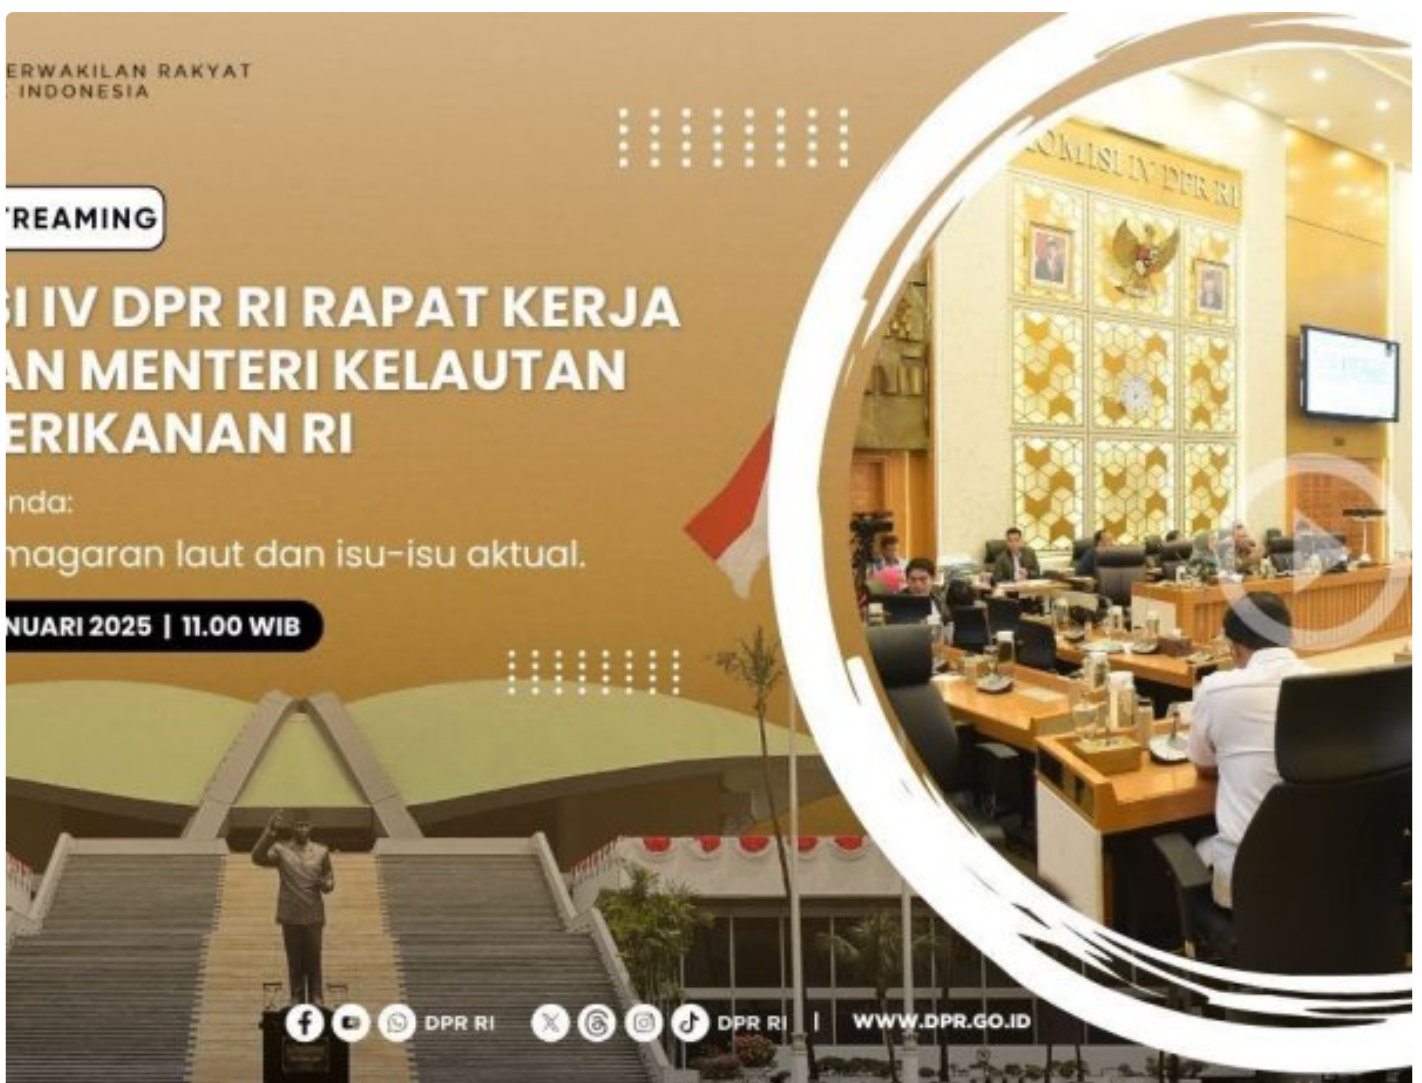 ERWAKILAN RAKYAT
INDONESIA
TREAMING
SI IV DPR RI RAPAT KERJA
AN MENTERI KELAUTAN
ERIKANAN RI
nda:
magaran laut dan isu-isu aktual.
NUARI 2025 | 11.00 WIB
KOMISI IV DPR RI
DPR RI
DPR RI | WWW.DPR.GO.ID